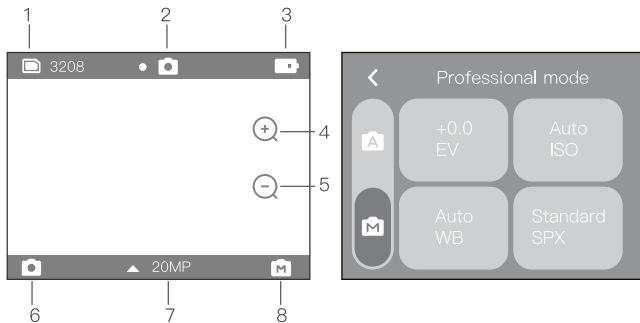 1 2 3
3208
4
5
20MP
6 7 8
Professional mode
A
+0.0
EV
Auto
ISO
M
Auto
WB
Standard
SPX
M